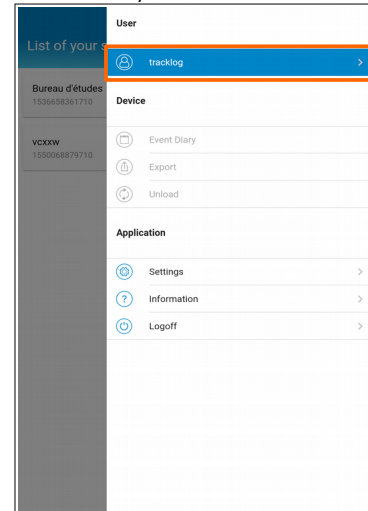 User
List of your s
tracklog
Bureau d'études
1536658361710
Device
vcxxw
1550068879710
Event Diary
Export
Unload
Application
Settings
? Information
Logoff